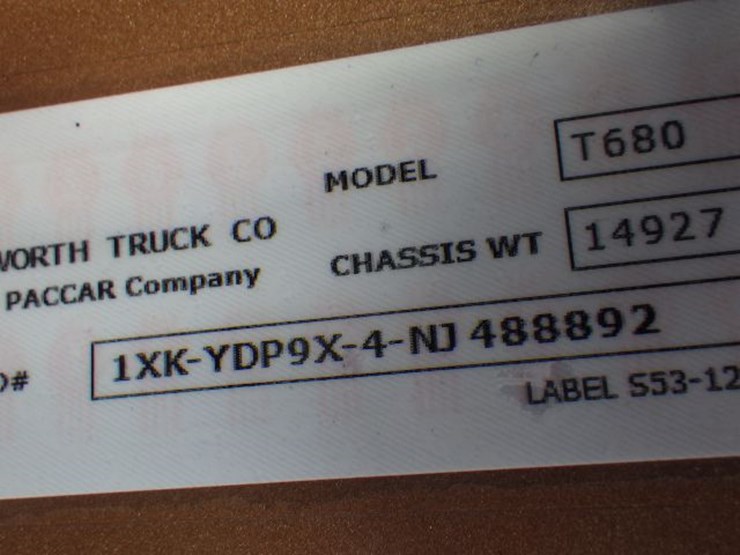 MODEL T680
WORTH TRUCK CO
CHASSIS WT 14927
PACCAR Company
D# 1XK-YDP9X-4-NJ 488892
LABEL S53-12